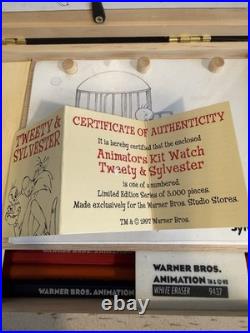 TWEETY &
SYLVESTER
CERTIFICATE OF AUTHENTICITY
It is hereby certified that the enclosed
Animators Kit Watch
Tweety & Sylvester
is one of a numbered
Limited Edition Series of 5,000 pieces.
Made exclusively for the Warner Bros. Studio Stores.
TM & © 1997 Warner Bros.
WARNER BROS.
ANIMATION
WHITE ERASER 9437
WARNER BROS. ANIMATION